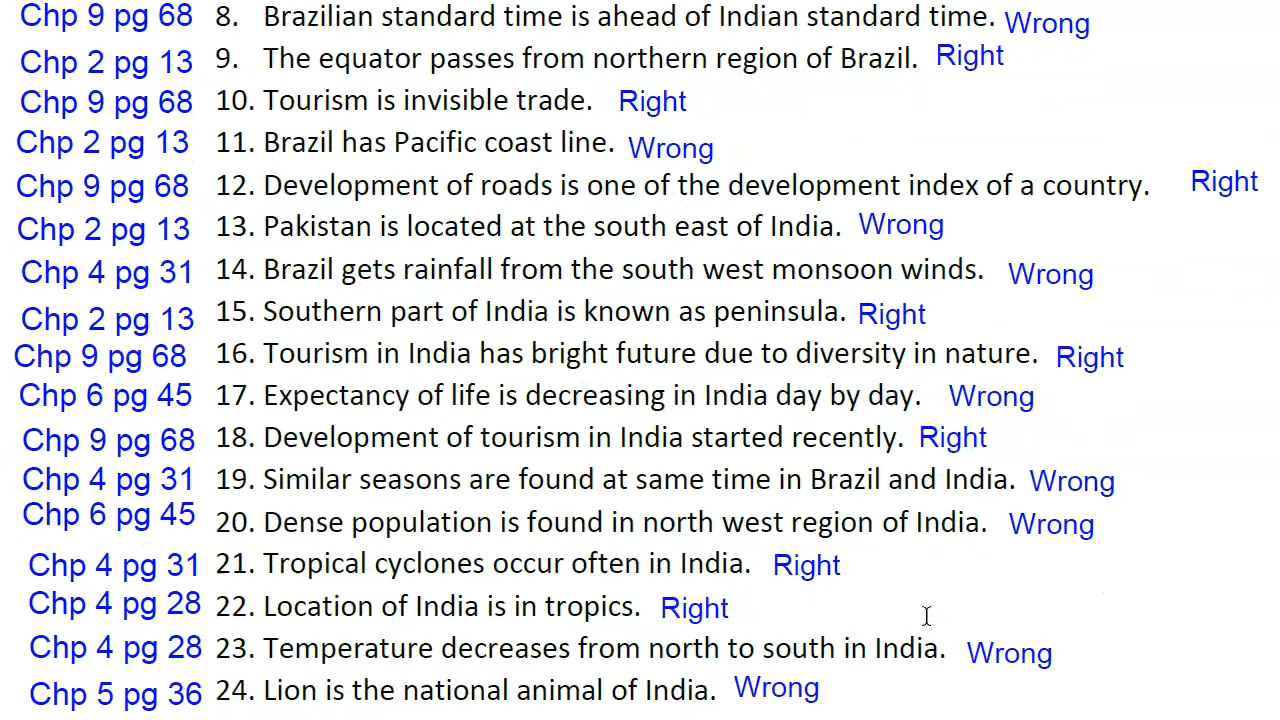 Chp 9 pg 68 8. Brazilian standard time is ahead of Indian standard time. Wrong
Chp 2 pg 13 9. The equator passes from northern region of Brazil. Right
Chp 9 pg 68 10. Tourism is invisible trade. Right
Chp 2 pg 13 11. Brazil has Pacific coast line. Wrong
Chp 9 pg 68 12. Development of roads is one of the development index of a country. Right
Chp 2 pg 13 13. Pakistan is located at the south east of India. Wrong
Chp 4 pg 31 14. Brazil gets rainfall from the south west monsoon winds. Wrong
Chp 2 pg 13 15. Southern part of India is known as peninsula. Right
Chp 9 pg 68 16. Tourism in India has bright future due to diversity in nature. Right
Chp 6 pg 45 17. Expectancy of life is decreasing in India day by day. Wrong
Chp 9 pg 68 18. Development of tourism in India started recently. Right
Chp 4 pg 31 19. Similar seasons are found at same time in Brazil and India. Wrong
Chp 6 pg 45 20. Dense population is found in north west region of India. Wrong
Chp 4 pg 31 21. Tropical cyclones occur often in India. Right
Chp 4 pg 28 22. Location of India is in tropics. Right
Chp 4 pg 28 23. Temperature decreases from north to south in India. Wrong
Chp 5 pg 36 24. Lion is the national animal of India. Wrong